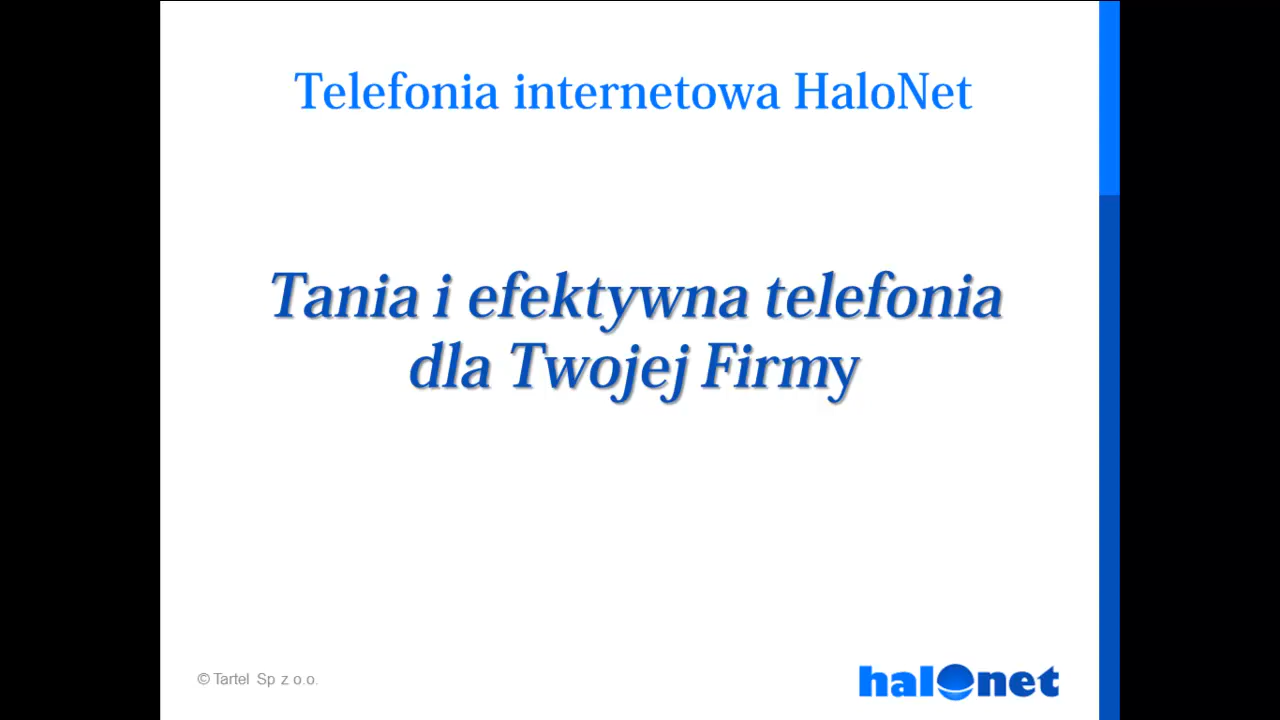 Telefonia internetowa HaloNet
Tania i efektywna telefonia
dla Twojej Firmy
© Tartel Sp z o.o.
halonet